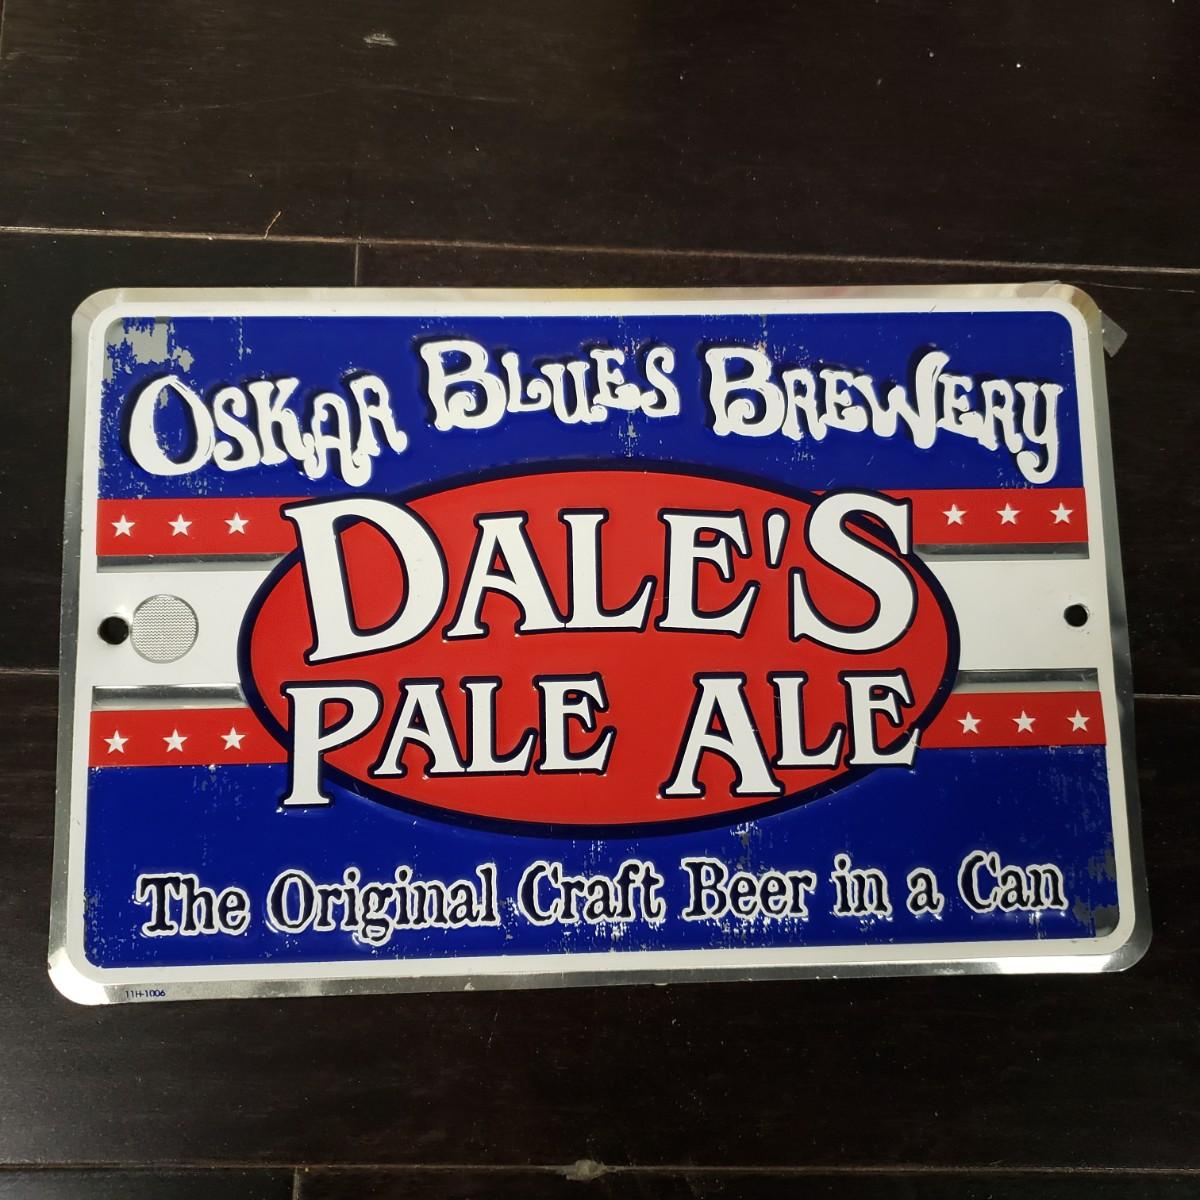 OSKAR BLUES BREWERY
DALE'S
PALE ALE
The Original Craft Beer in a Can
11H-1006